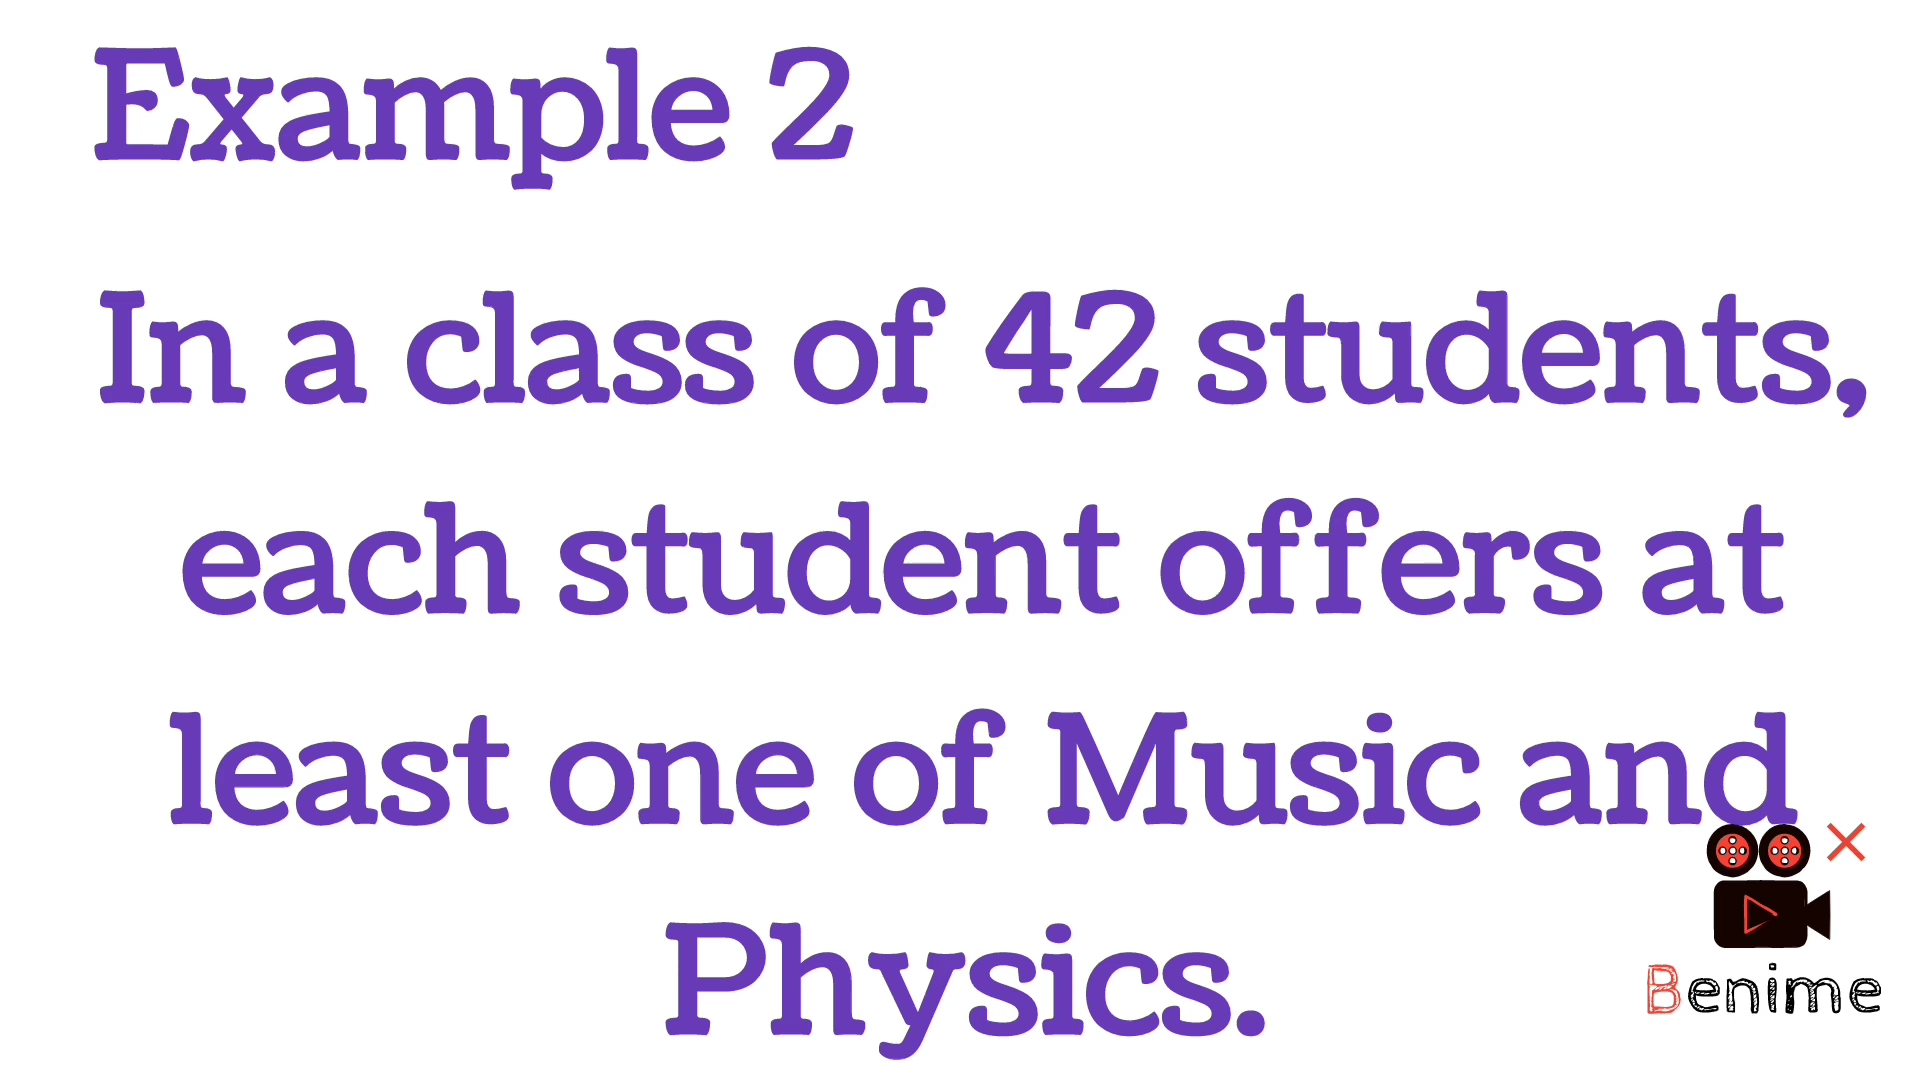 Example 2
In a class of 42 students,
each student offers at
least one of Music and
Physics.
Benime